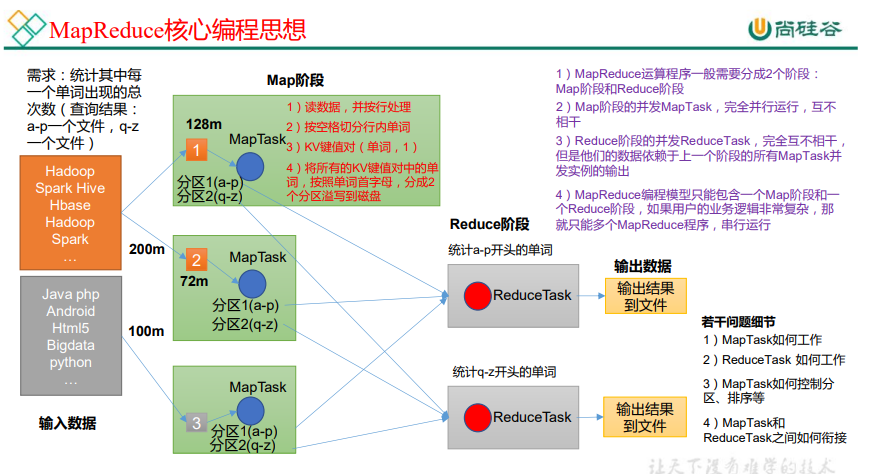 MapReduce核心编程思想
尚硅谷
需求：统计其中每
一个单词出现的总
次数（查询结果：
a-p一个文件，q-z
一个文件）
Hadoop
Spark Hive
Hbase
Hadoop
Spark
…
200m
Java php
Android
Html5
Bigdata
python
…
100m
输入数据
Map阶段
128m
1
MapTask
分区1(a-p)
分区2(q-z)
1）读数据，并按行处理
2）按空格切分行内单词
3）KV键值对（单词，1）
4）将所有的KV键值对中的单
词，按照单词首字母，分成2
个分区溢写到磁盘
2
72m
MapTask
分区1(a-p)
分区2(q-z)
3
MapTask
分区1(a-p)
分区2(q-z)
Reduce阶段
统计a-p开头的单词
ReduceTask
统计q-z开头的单词
ReduceTask
输出数据
输出结果
到文件
输出结果
到文件
1）MapReduce运算程序一般需要分成2个阶段：
Map阶段和Reduce阶段
2）Map阶段的并发MapTask，完全并行运行，互不
相干
3）Reduce阶段的并发ReduceTask，完全互不相干，
但是他们的数据依赖于上一个阶段的所有MapTask并
发实例的输出
4）MapReduce编程模型只能包含一个Map阶段和一
个Reduce阶段，如果用户的业务逻辑非常复杂，那
就只能多个MapReduce程序，串行运行
若干问题细节
1）MapTask如何工作
2）ReduceTask 如何工作
3）MapTask如何控制分
区、排序等
4）MapTask和
ReduceTask之间如何衔接
让天下没有难学的技术